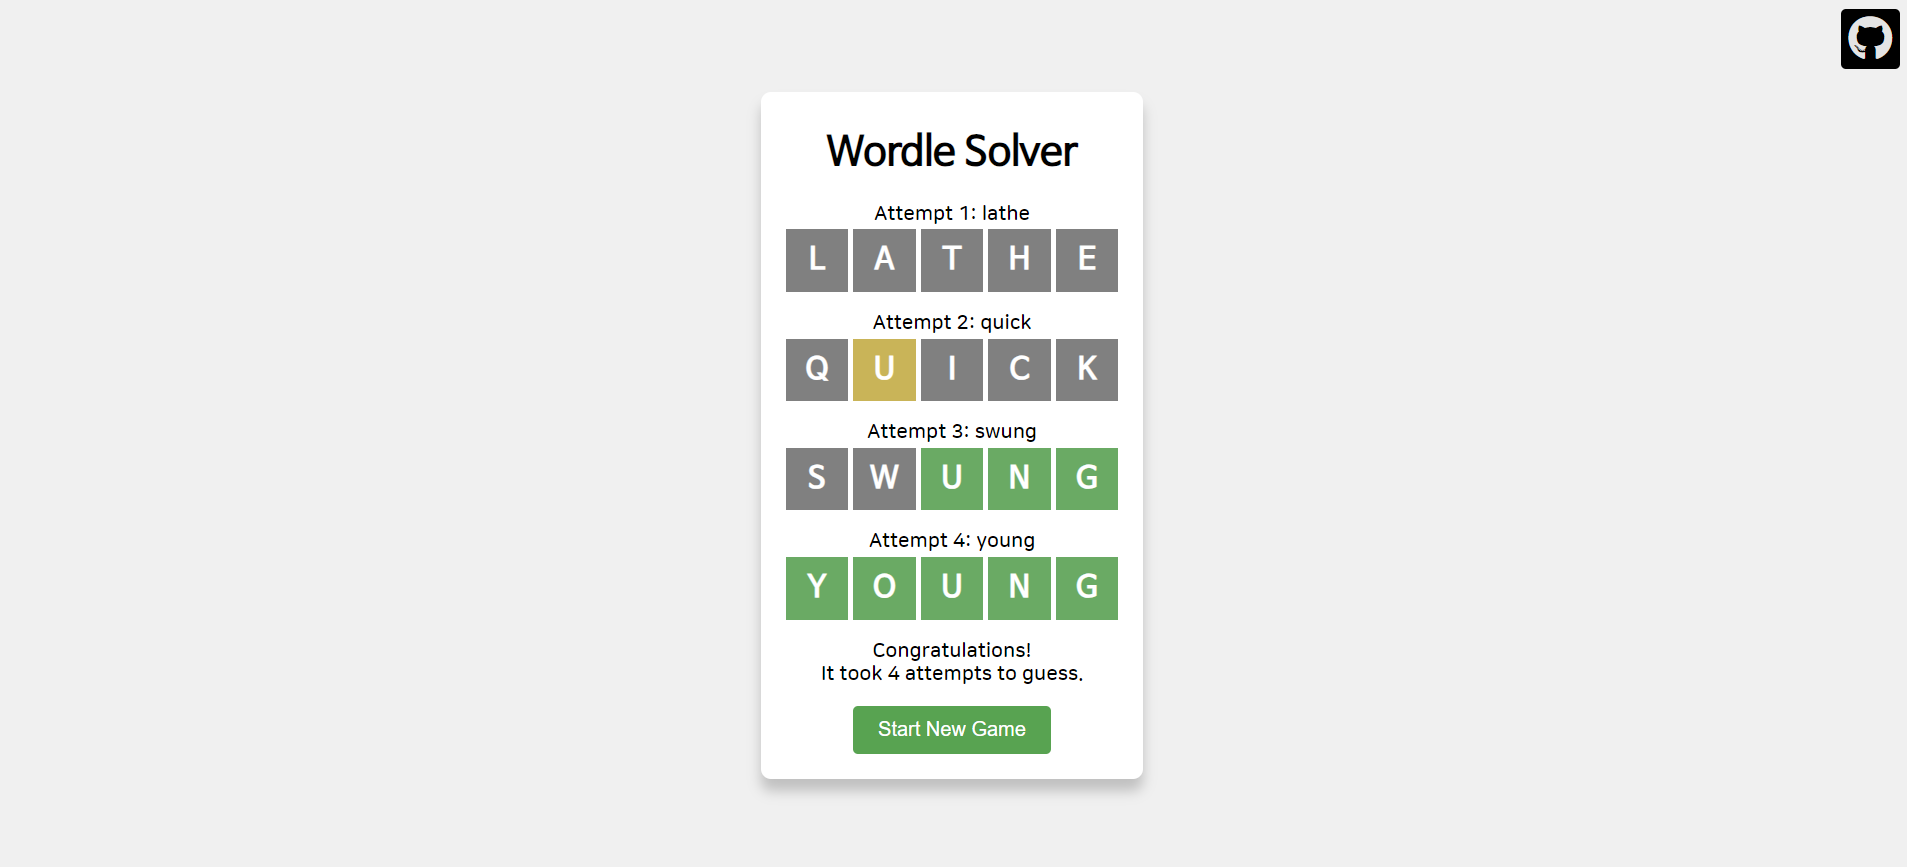 Wordle Solver
Attempt 1: lathe
L A T H E
Attempt 2: quick
Q U I C K
Attempt 3: swung
S W U N G
Attempt 4: young
Y O U N G
Congratulations!
It took 4 attempts to guess.
Start New Game